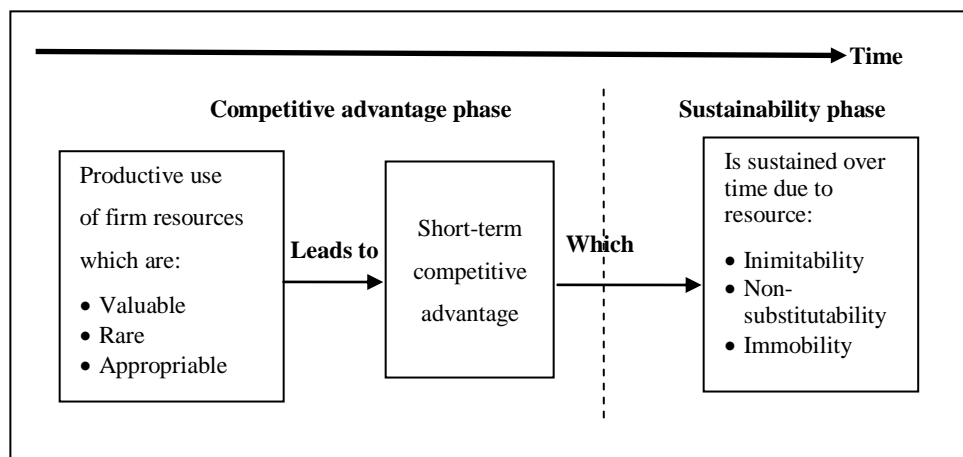 Time
Competitive advantage phase
Sustainability phase
Productive use
of firm resources
which are:
• Valuable
• Rare
• Appropriable
Leads to
Short-term
competitive
advantage
Which
Is sustained over
time due to
resource:
• Inimitability
• Non-
substitutability
• Immobility